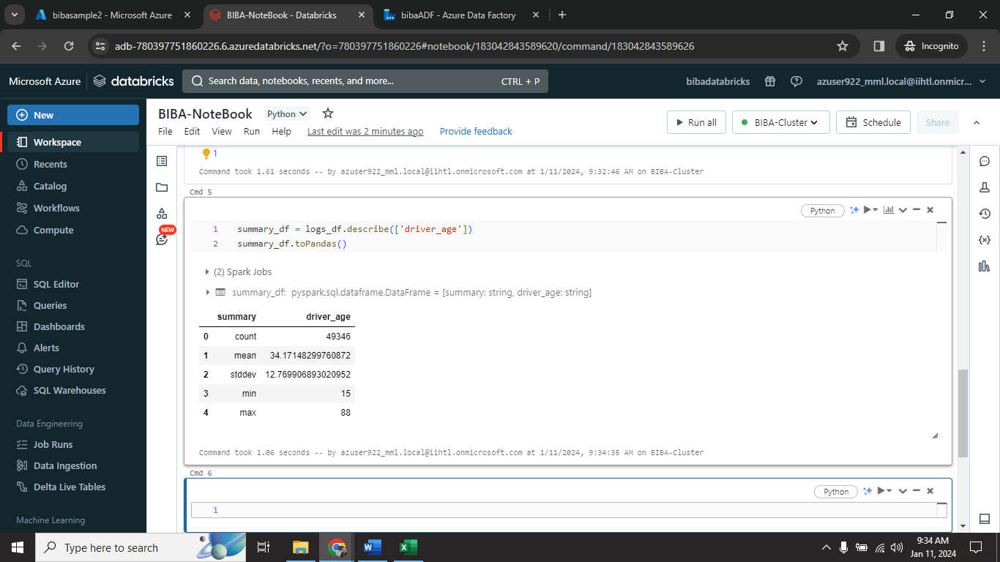 bibasample2 - Microsoft Azure
BIBA-NoteBook - Databricks
bibaADF - Azure Data Factory
adb-780397751860226.6.azuredatabricks.net/?o=780397751860226#notebook/183042843589620/command/183042843589626
Incognito
Microsoft Azure
databricks
Search data, notebooks, recents, and more...
CTRL + P
bibadatabricks
azuser922_mml.local@iihtl.onmicr...
New
Workspace
Recents
Catalog
Workflows
Compute
SQL
SQL Editor
Queries
Dashboards
Alerts
Query History
SQL Warehouses
Data Engineering
Job Runs
Data Ingestion
Delta Live Tables
Machine Learning
BIBA-NoteBook
Python
File Edit View Run Help Last edit was 2 minutes ago Provide feedback
Run all
BIBA-Cluster
Schedule
Share
NEW
1
Command took 1.61 seconds -- by azuser922_mml.local@iihtl.onmicrosoft.com at 1/11/2024, 9:32:46 AM on BIBA-Cluster
Cmd 5
Python
1 summary_df = logs_df.describe(['driver_age'])
2 summary_df.toPandas()
(2) Spark Jobs
summary_df: pyspark.sql.dataframe.DataFrame = [summary: string, driver_age: string]
summary driver_age
0 count 49346
1 mean 34.17148299760872
2 stddev 12.769906893020952
3 min 15
4 max 88
Command took 1.06 seconds -- by azuser922_mml.local@iihtl.onmicrosoft.com at 1/11/2024, 9:34:35 AM on BIBA-Cluster
Cmd 6
Python
1
Type here to search
9:34 AM
Jan 11, 2024